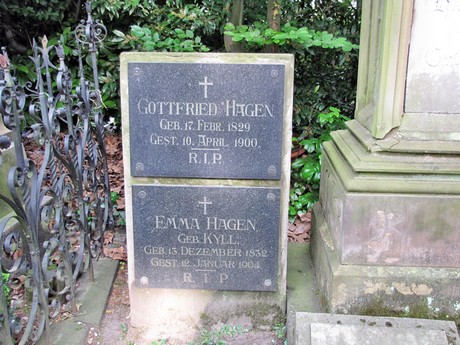 GOTTFRIED HAGEN
GEB. 17. FEBR. 1829
GEST. 10. APRIL. 1900.
R.I.P.
EMMA HAGEN
GEB. KYLL.
GEB. 13. DEZEMBER 1832.
GEST. 12. JANUAR 1904.
R.I.P.